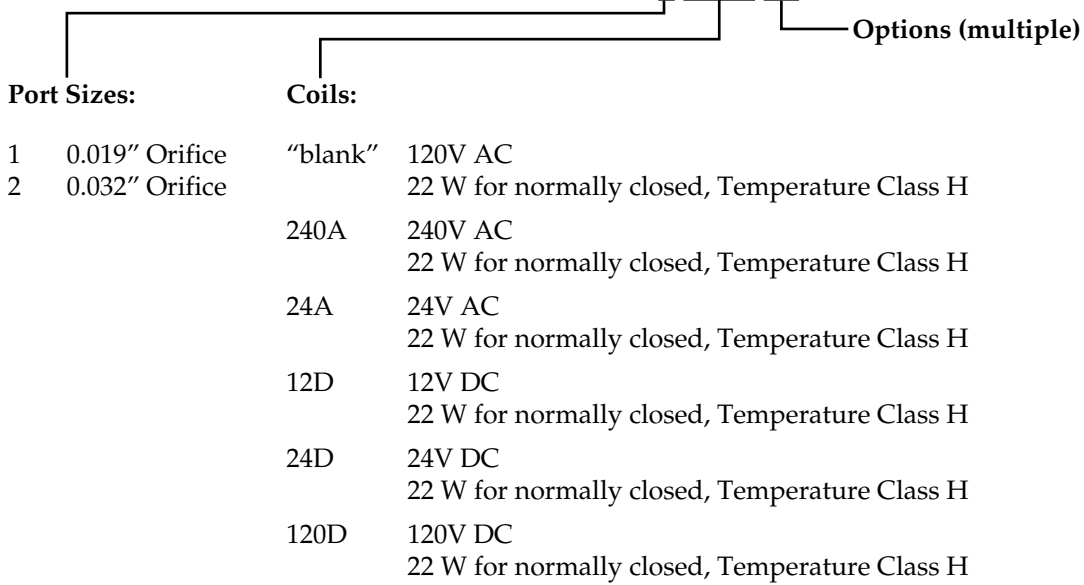 Options (multiple)
Port Sizes: Coils:
1 0.019″ Orifice “blank” 120V AC
2 0.032″ Orifice 22 W for normally closed, Temperature Class H
240A 240V AC
22 W for normally closed, Temperature Class H
24A 24V AC
22 W for normally closed, Temperature Class H
12D 12V DC
22 W for normally closed, Temperature Class H
24D 24V DC
22 W for normally closed, Temperature Class H
120D 120V DC
22 W for normally closed, Temperature Class H